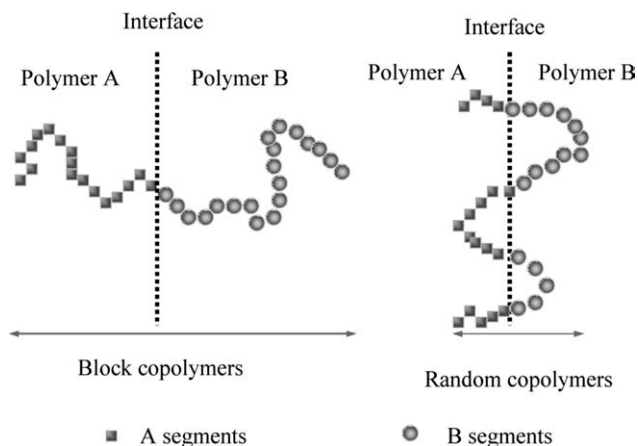 Interface
Polymer A
Polymer B
Block copolymers
Interface
Polymer A
Polymer B
Random copolymers
A segments
B segments